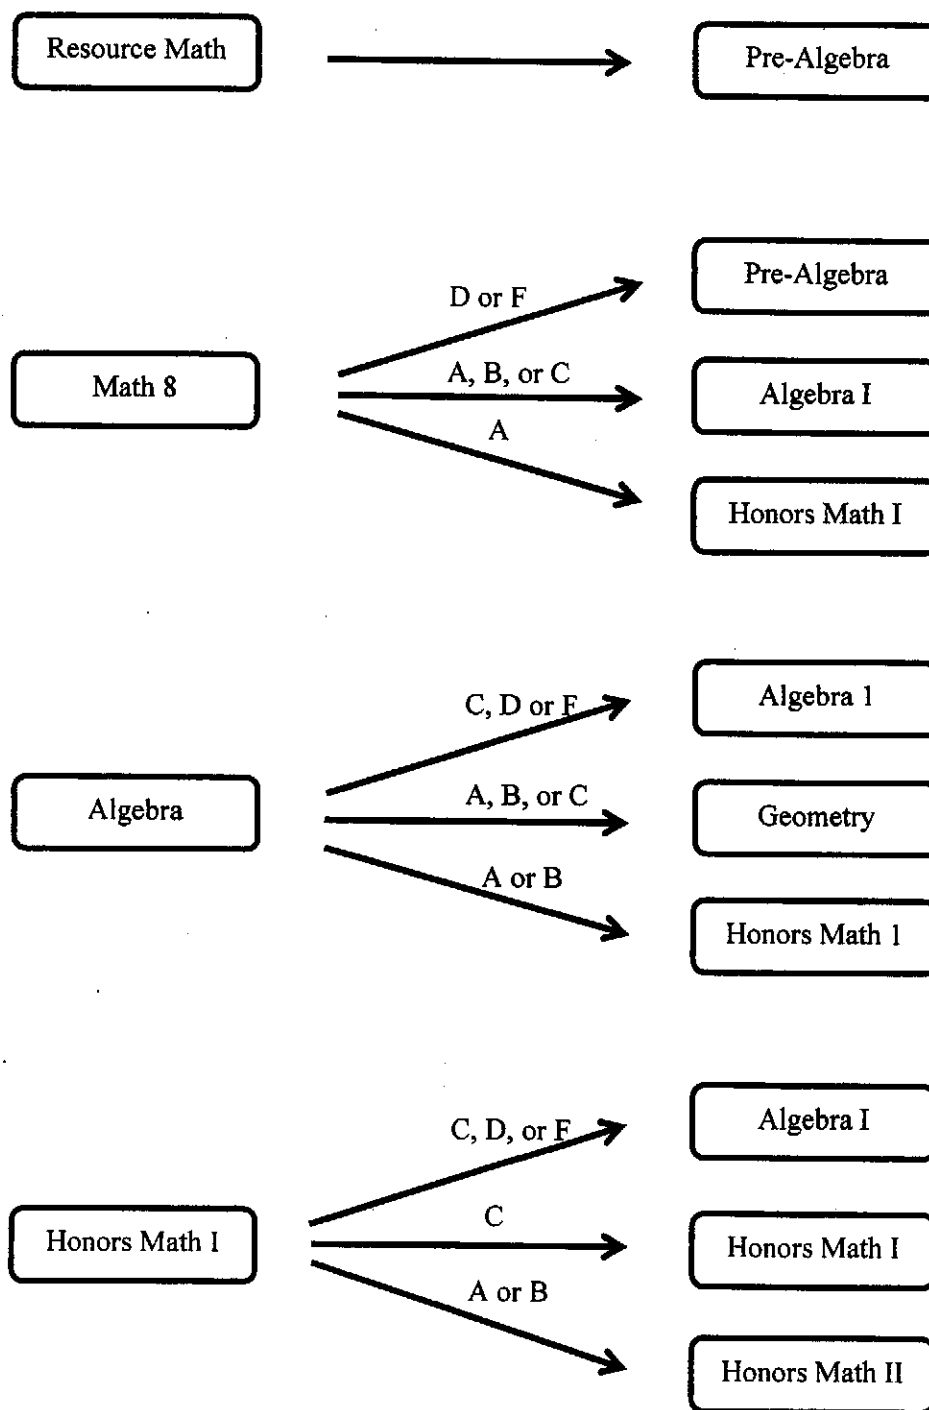 Resource Math
Pre-Algebra
D or F
Pre-Algebra
Math 8
A, B, or C
Algebra I
A
Honors Math I
C, D or F
Algebra 1
Algebra
A, B, or C
Geometry
A or B
Honors Math 1
C, D, or F
Algebra I
Honors Math I
C
Honors Math I
A or B
Honors Math II